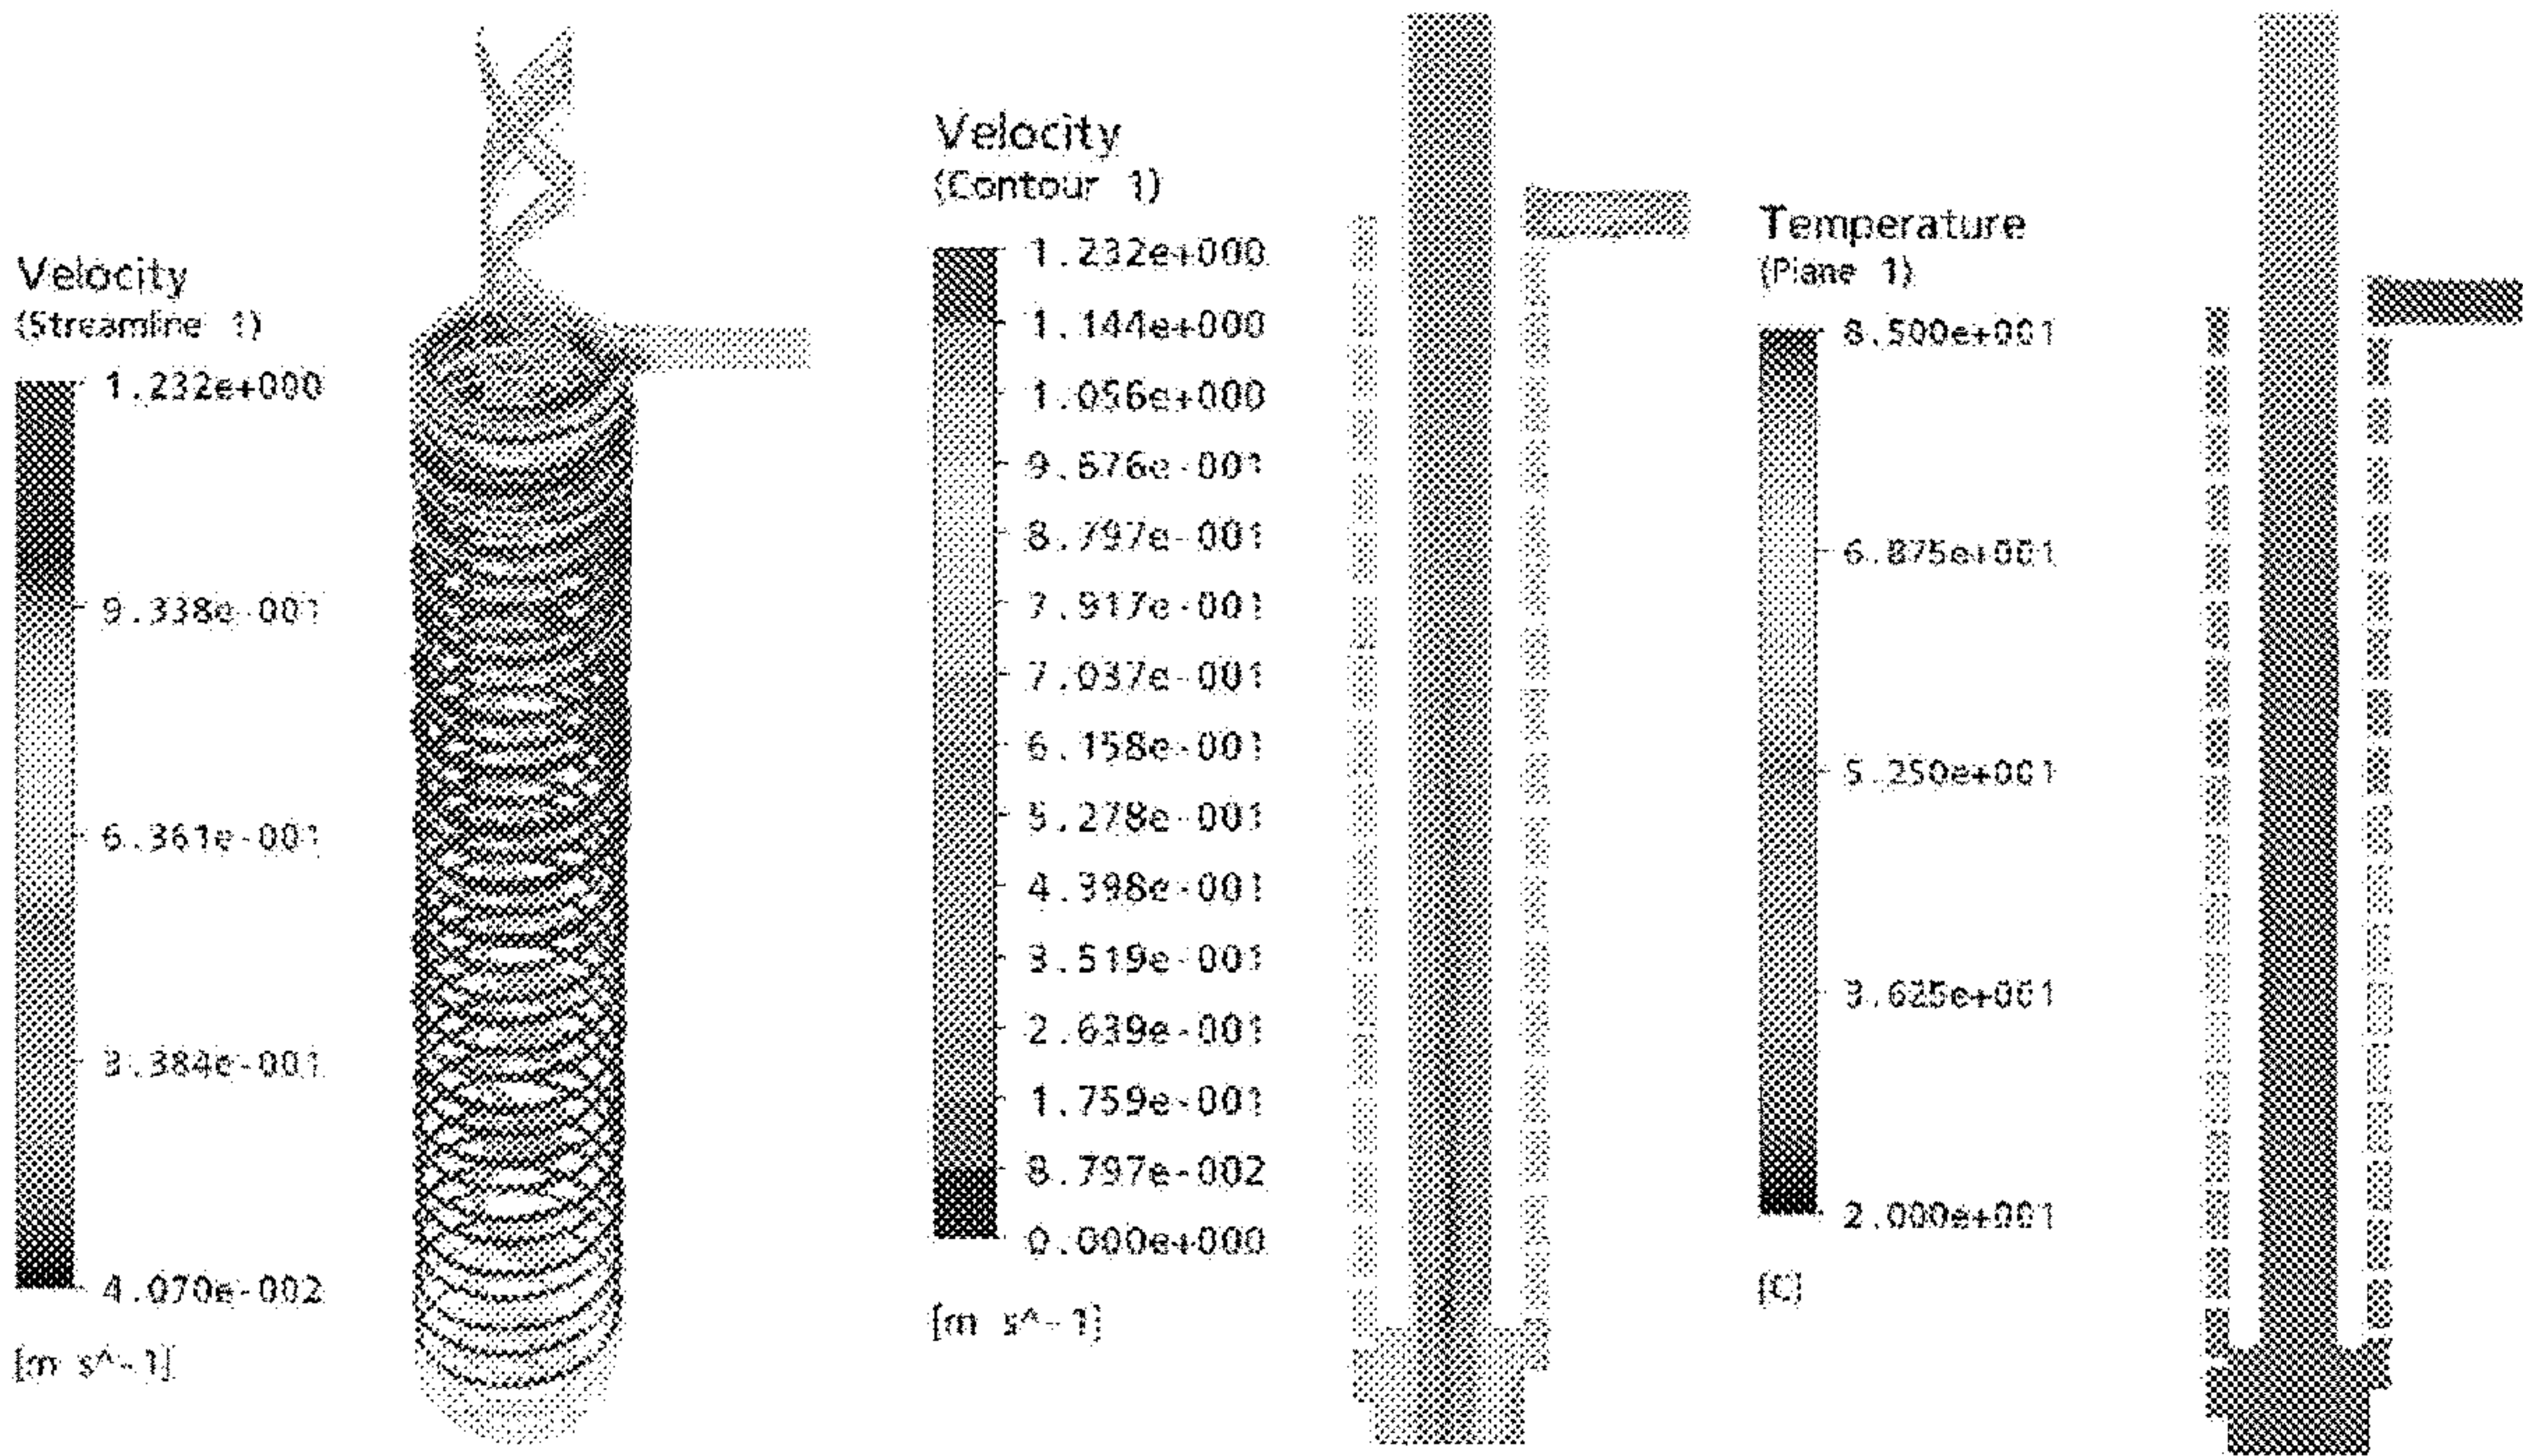 Velocity
(Streamline 1)
1.232e+000
9.338e-001
6.361e-001
3.384e-001
4.070e-002
[m s^-1]
Velocity
(Contour 1)
1.232e+000
1.144e+000
1.056e+000
9.676e-001
8.797e-001
7.917e-001
7.037e-001
6.158e-001
5.278e-001
4.398e-001
3.519e-001
2.639e-001
1.759e-001
8.797e-002
0.000e+000
[m s^-1]
Temperature
(Plane 1)
8.500e+001
6.875e+001
5.250e+001
3.625e+001
2.000e+001
[C]